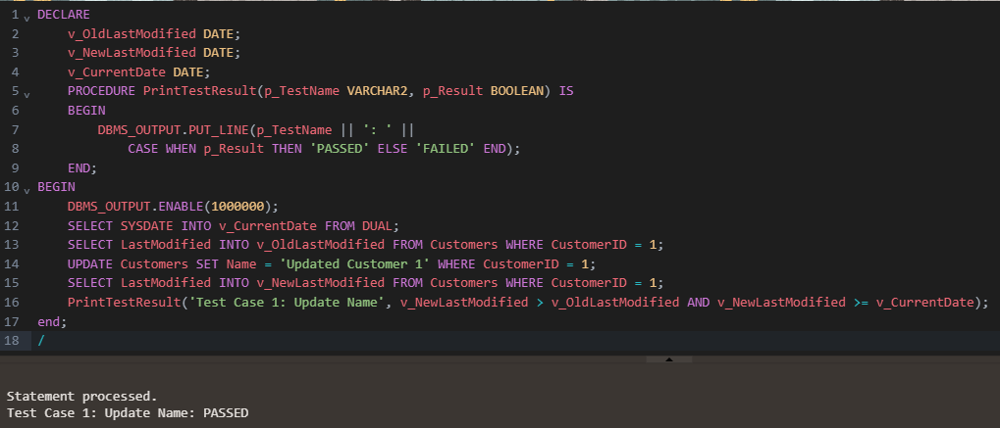 1 DECLARE
2     v_OldLastModified DATE;
3     v_NewLastModified DATE;
4     v_CurrentDate DATE;
5     PROCEDURE PrintTestResult(p_TestName VARCHAR2, p_Result BOOLEAN) IS
6     BEGIN
7         DBMS_OUTPUT.PUT_LINE(p_TestName || ': ' ||
8             CASE WHEN p_Result THEN 'PASSED' ELSE 'FAILED' END);
9     END;
10 BEGIN
11     DBMS_OUTPUT.ENABLE(1000000);
12     SELECT SYSDATE INTO v_CurrentDate FROM DUAL;
13     SELECT LastModified INTO v_OldLastModified FROM Customers WHERE CustomerID = 1;
14     UPDATE Customers SET Name = 'Updated Customer 1' WHERE CustomerID = 1;
15     SELECT LastModified INTO v_NewLastModified FROM Customers WHERE CustomerID = 1;
16     PrintTestResult('Test Case 1: Update Name', v_NewLastModified > v_OldLastModified AND v_NewLastModified >= v_CurrentDate);
17 end;
18 /
Statement processed.
Test Case 1: Update Name: PASSED